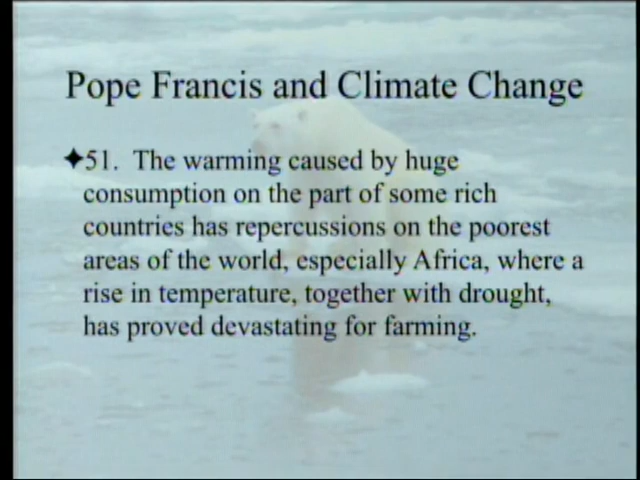 Pope Francis and Climate Change
✦51. The warming caused by huge
consumption on the part of some rich
countries has repercussions on the poorest
areas of the world, especially Africa, where a
rise in temperature, together with drought,
has proved devastating for farming.